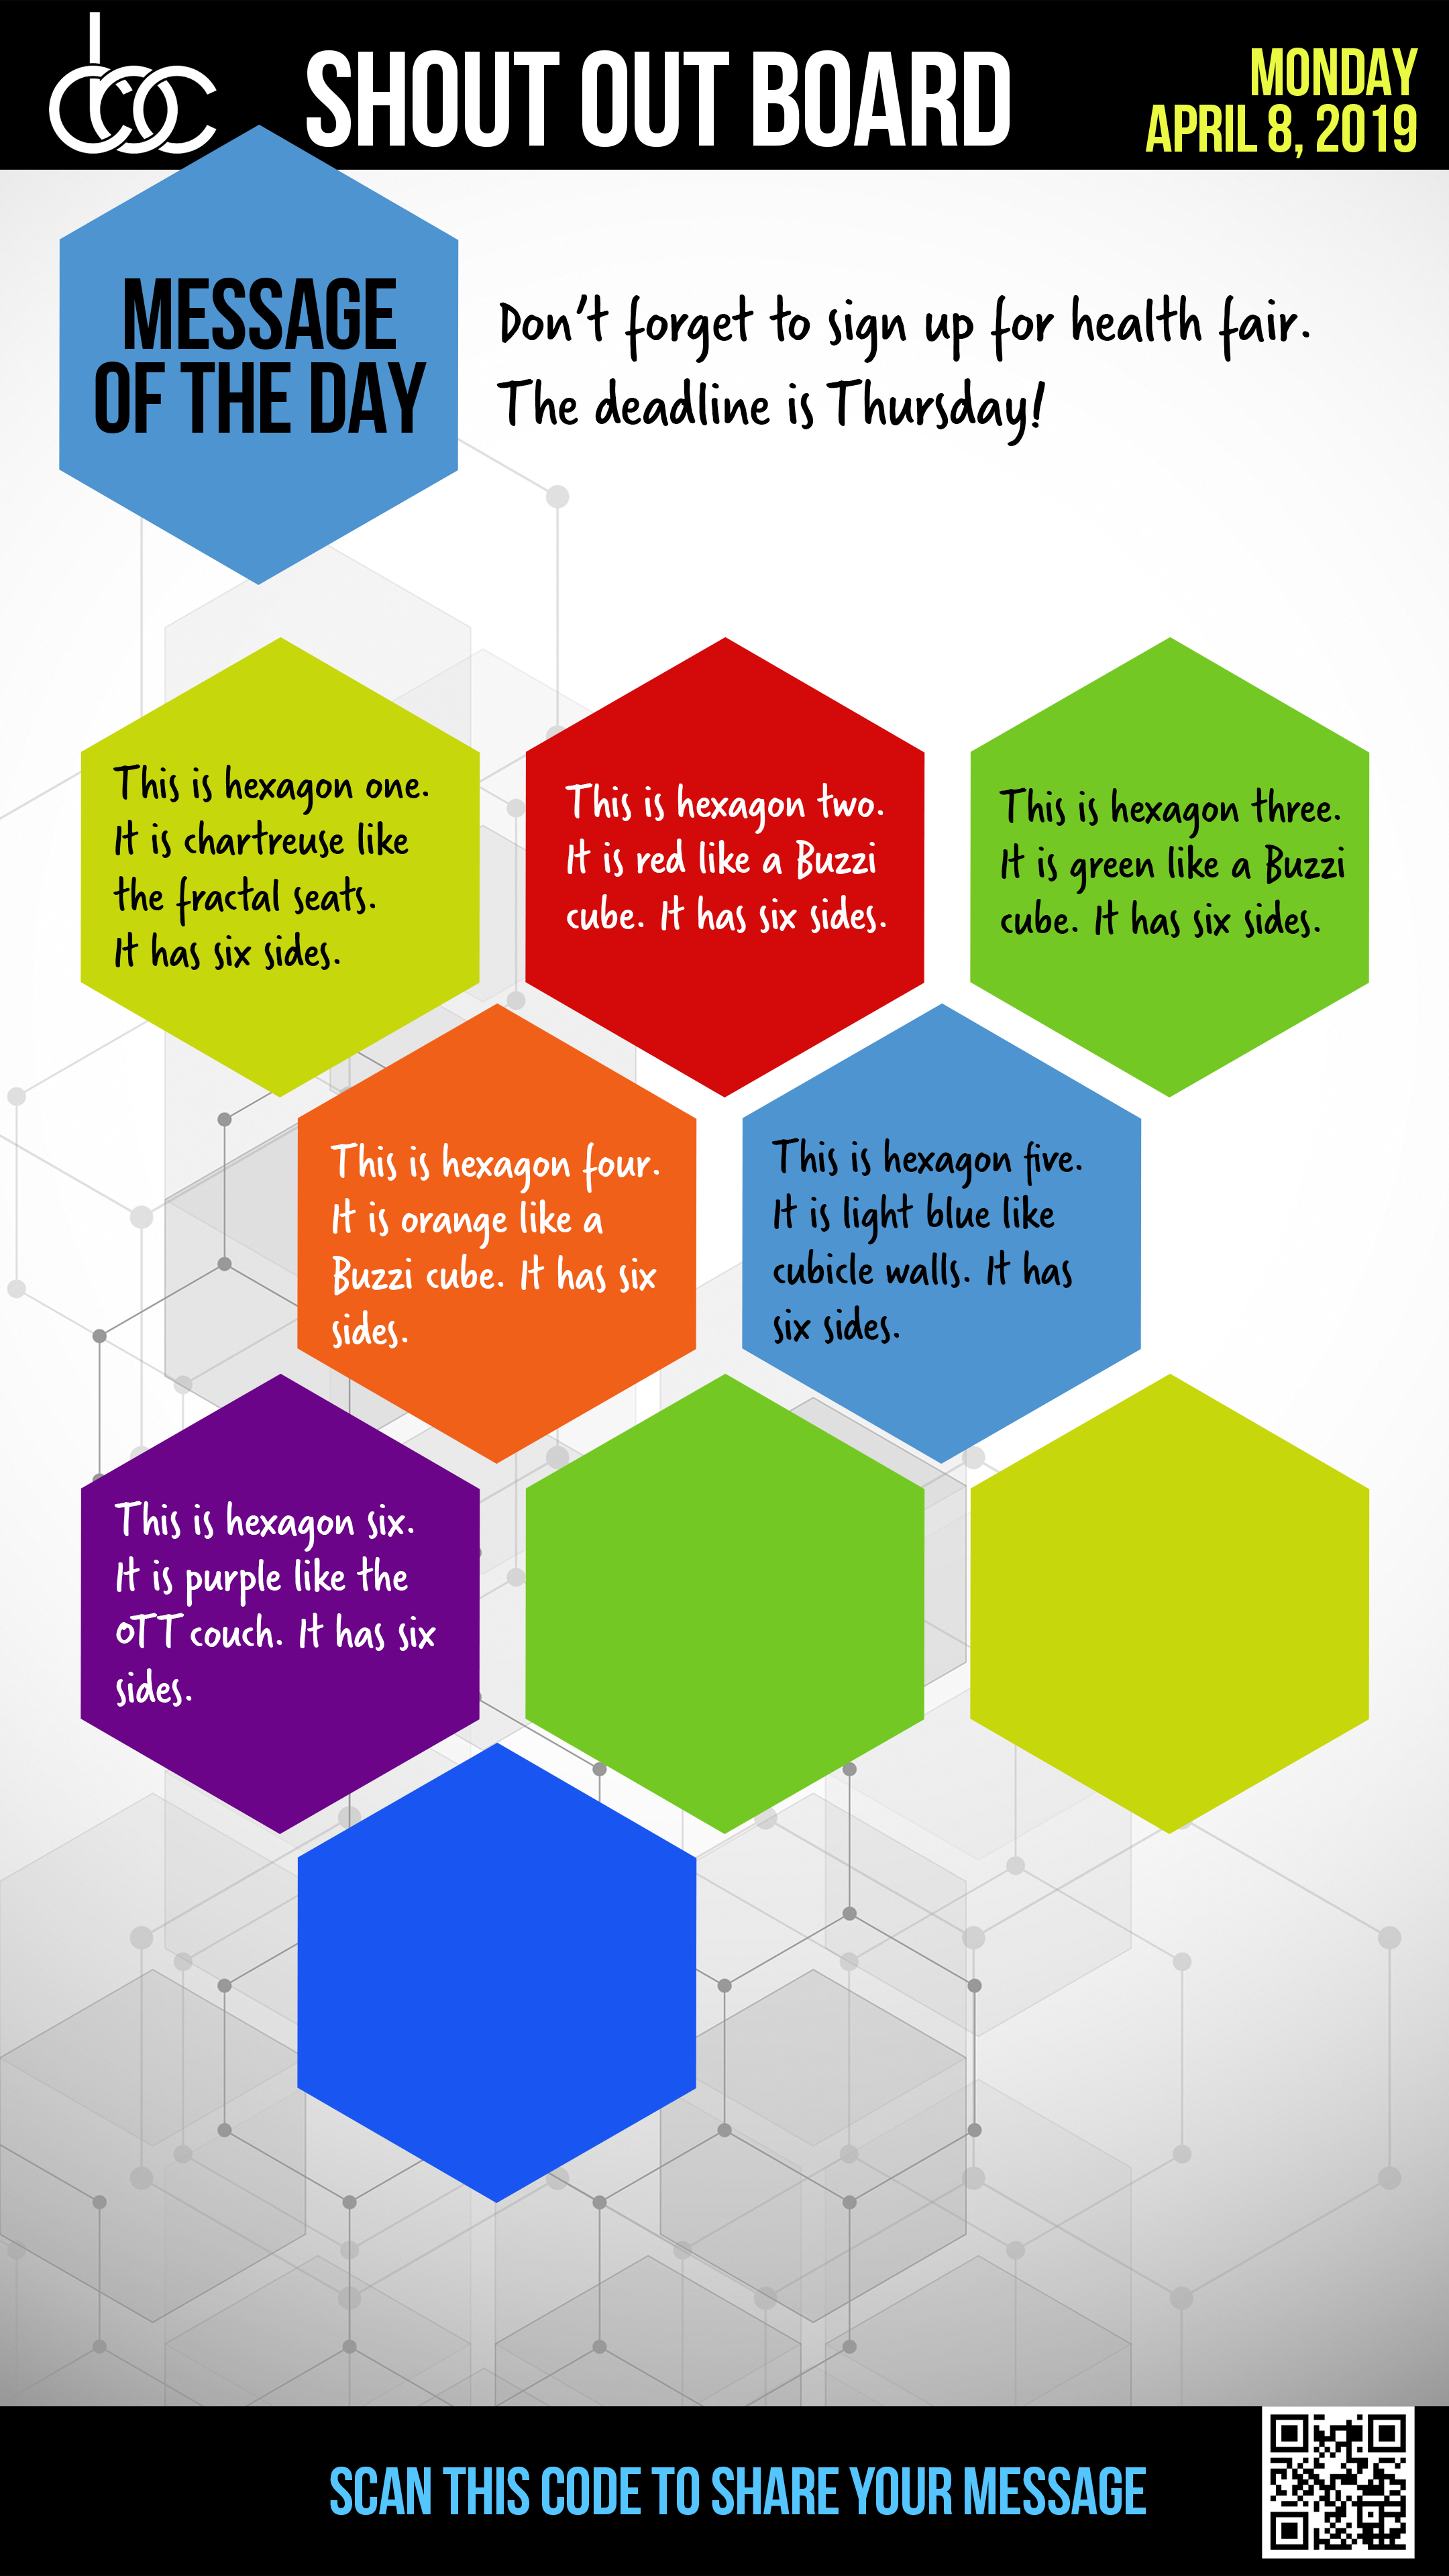 SHOUT OUT BOARD
MONDAY
APRIL 8, 2019
MESSAGE
OF THE DAY
Don't forget to sign up for health fair.
The deadline is Thursday!
This is hexagon one.
It is chartreuse like
the fractal seats.
It has six sides.
This is hexagon two.
It is red like a Buzzi
cube. It has six sides.
This is hexagon three.
It is green like a Buzzi
cube. It has six sides.
This is hexagon four.
It is orange like a
Buzzi cube. It has six
sides.
This is hexagon five.
It is light blue like
cubicle walls. It has
six sides.
This is hexagon six.
It is purple like the
OTT couch. It has six
sides.
SCAN THIS CODE TO SHARE YOUR MESSAGE